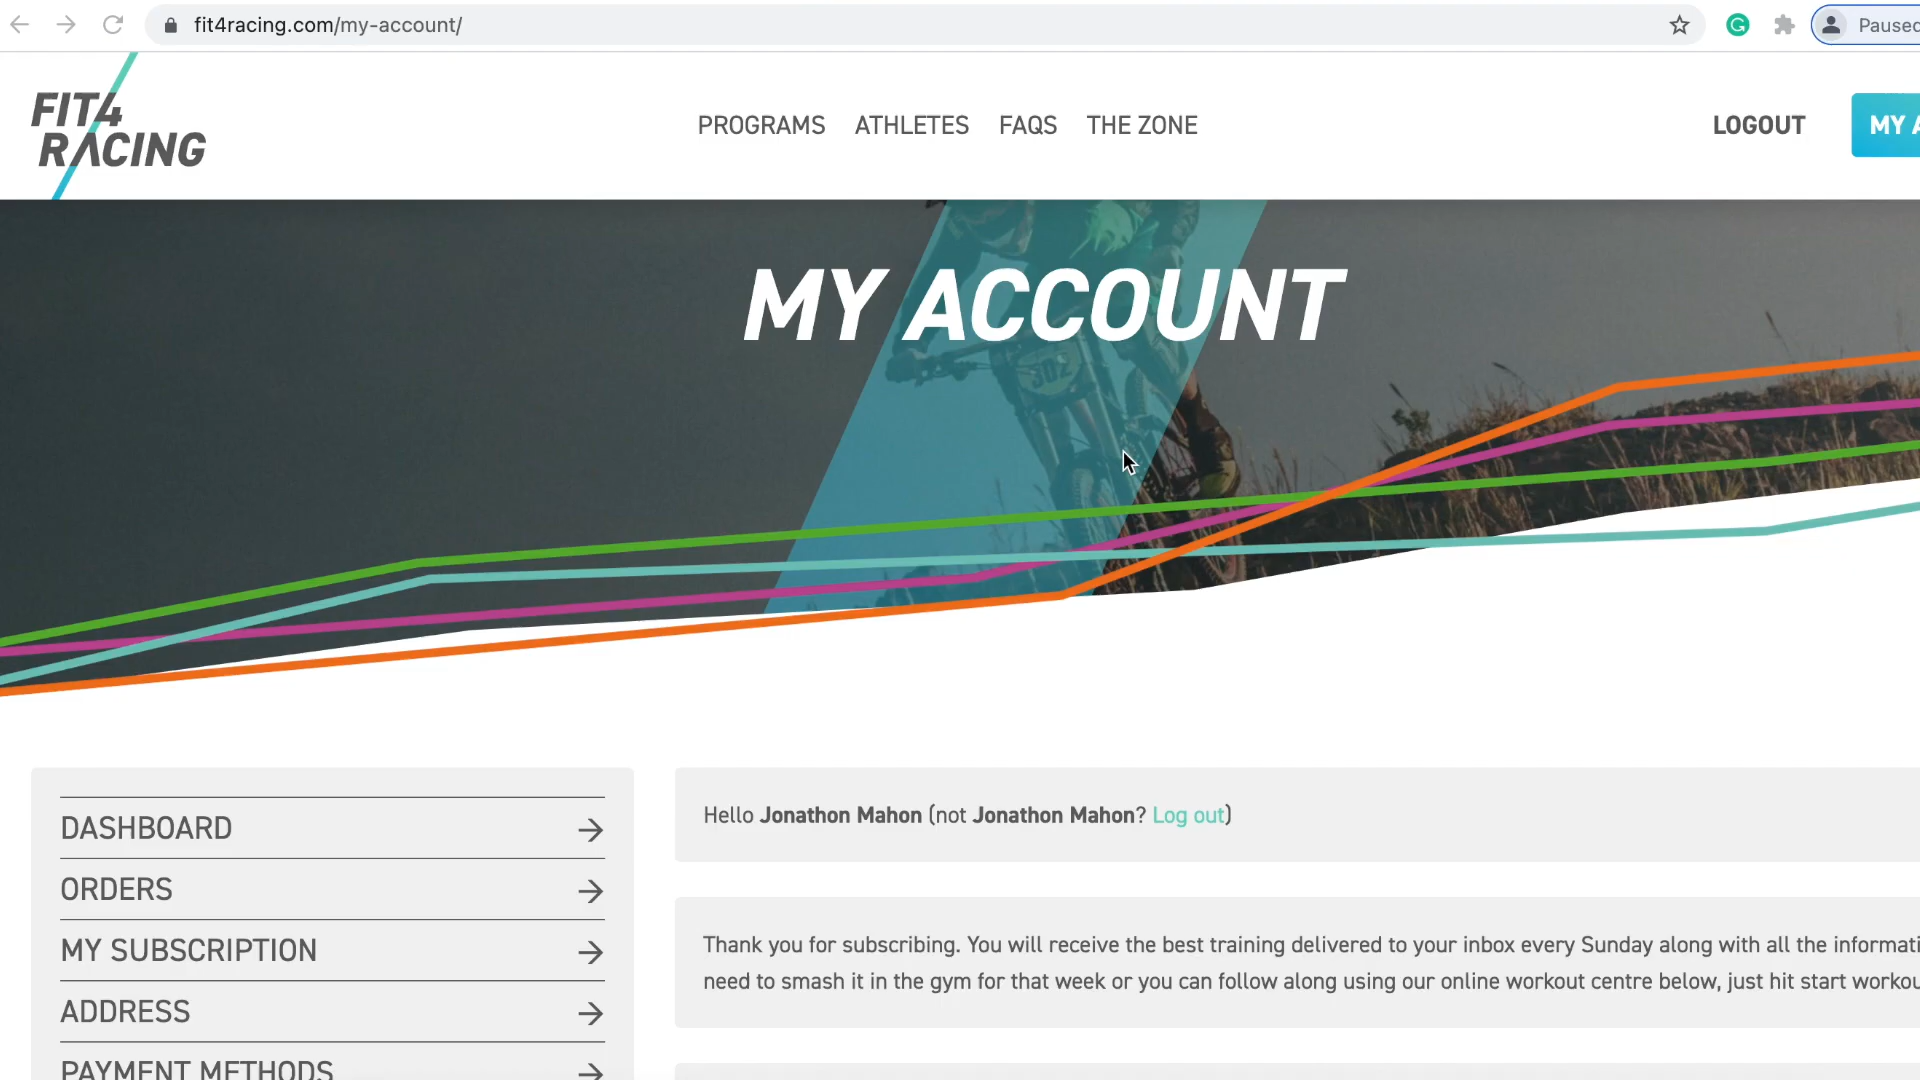 fit4racing.com/my-account/
Paused
FIT4
RACING
PROGRAMS ATHLETES FAQS THE ZONE
LOGOUT
MY A
MY ACCOUNT
302
DASHBOARD
ORDERS
MY SUBSCRIPTION
ADDRESS
PAYMENT METHODS
Hello Jonathon Mahon (not Jonathon Mahon? Log out)
Thank you for subscribing. You will receive the best training delivered to your inbox every Sunday along with all the informati
need to smash it in the gym for that week or you can follow along using our online workout centre below, just hit start workou